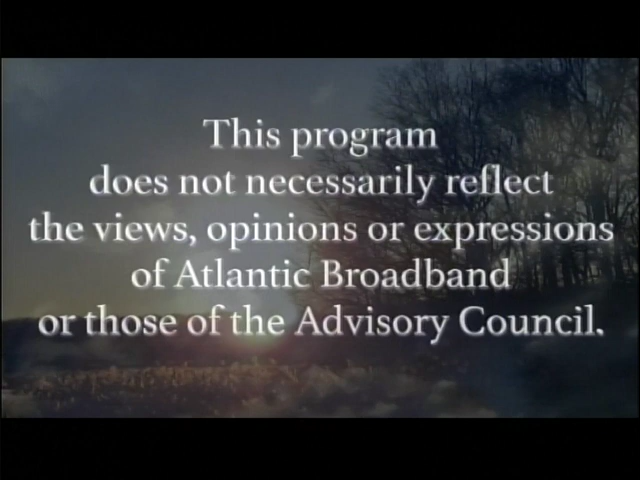 This program
does not necessarily reflect
the views, opinions or expressions
of Atlantic Broadband
or those of the Advisory Council.